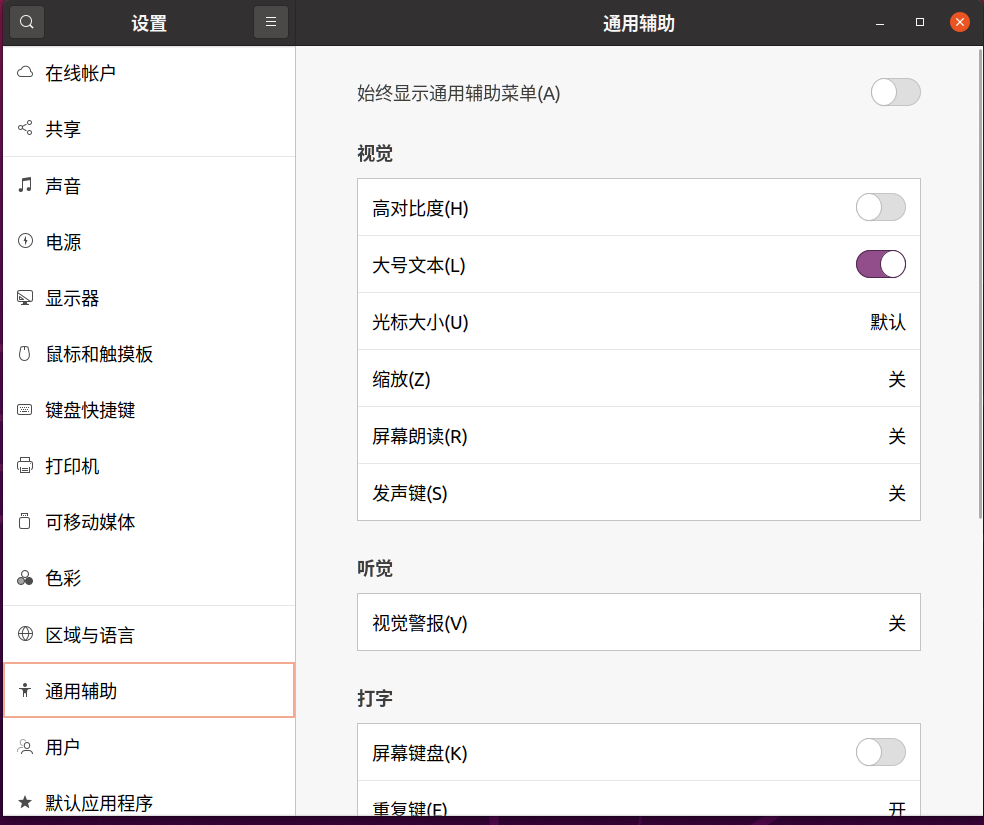 设置
通用辅助
在线帐户
共享
声音
电源
显示器
鼠标和触摸板
键盘快捷键
打印机
可移动媒体
色彩
区域与语言
通用辅助
用户
默认应用程序
始终显示通用辅助菜单(A)
视觉
高对比度(H)
大号文本(L)
光标大小(U) 默认
缩放(Z) 关
屏幕朗读(R) 关
发声键(S) 关
听觉
视觉警报(V) 关
打字
屏幕键盘(K)
重复键(E) 开